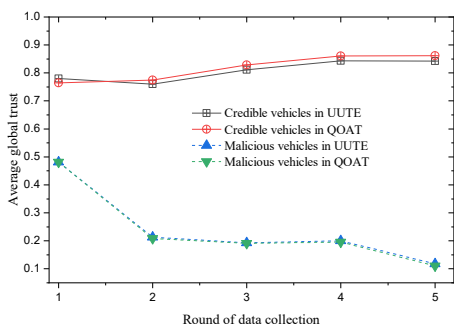 1.0
0.9
0.8
0.7
0.6
0.5
0.4
0.3
0.2
0.1
Average global trust
Credible vehicles in UUTE
Credible vehicles in QOAT
Malicious vehicles in UUTE
Malicious vehicles in QOAT
1 2 3 4 5
Round of data collection